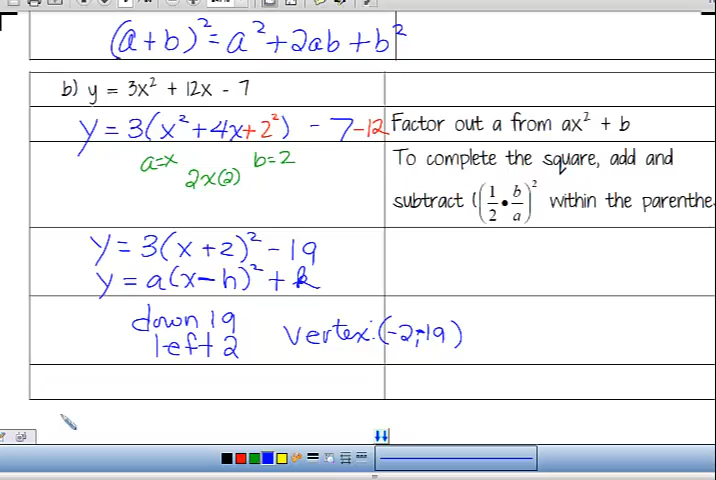 (a+b)² = a² + 2ab + b²
b) y = 3x² + 12x - 7
y = 3(x² + 4x + 2²) - 7 - 12
Factor out a from ax² + b
a=x 2x(2) b=2
To complete the square, add and
subtract ((1/2 • b/a)² within the parenthe
y = 3(x + 2)² - 19
y = a(x - h)² + k
down 19
left 2
Vertex: (-2, -19)